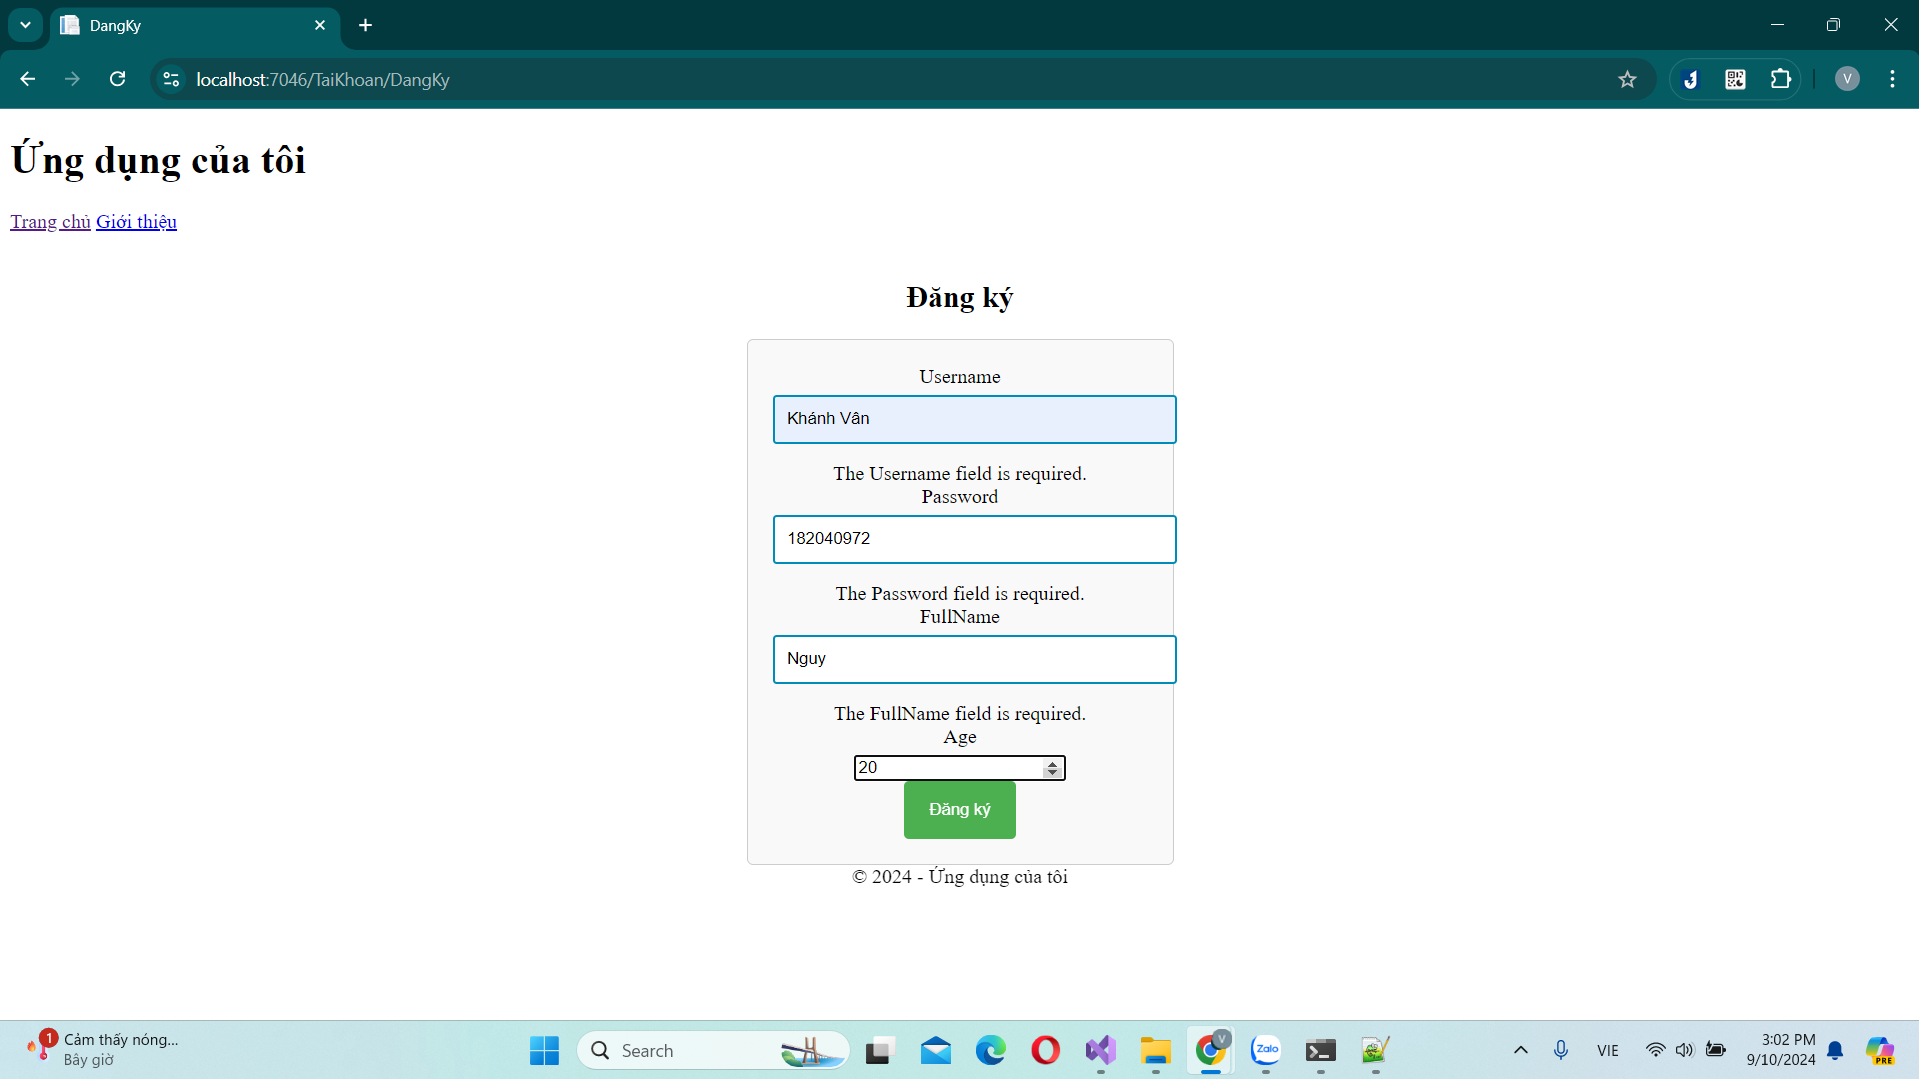 DangKy
localhost:7046/TaiKhoan/DangKy
V
Ứng dụng của tôi
Trang chủ Giới thiệu
Đăng ký
Username
Khánh Vân
The Username field is required.
Password
182040972
The Password field is required.
FullName
Nguy
The FullName field is required.
Age
20
Đăng ký
© 2024 - Ứng dụng của tôi
1
Cảm thấy nóng...
Bây giờ
Search
V
Zalo
VIE
3:02 PM
9/10/2024
PRE